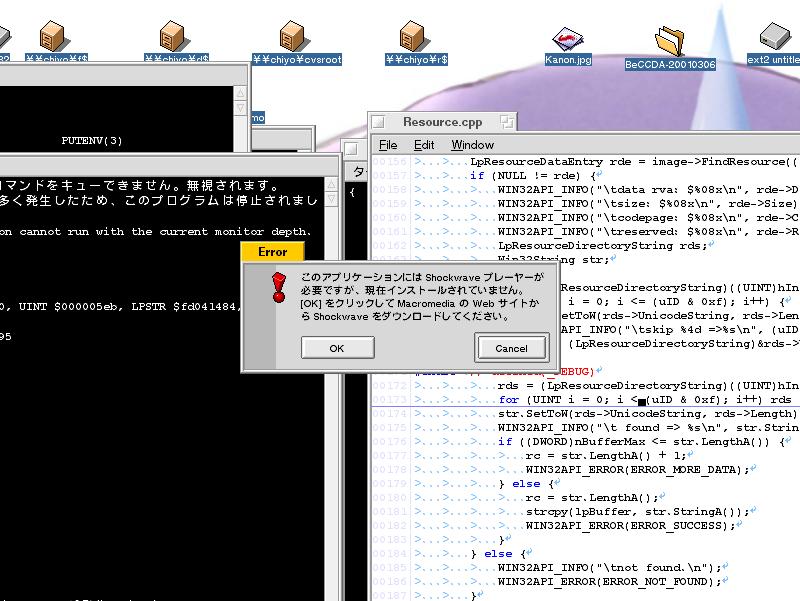 ¥¥chiyo¥f$
¥¥chiyo¥d$
¥¥chiyo¥cvsroot
¥¥chiyo¥r$
Kanon.jpg
BeCCDA-20010306
ext2 untitle
mo
PUTENV(3)
マンドをキューできません。無視されます。
多く発生したため、このプログラムは停止されまし
on cannot run with the current monitor depth.
0, UINT $000005eb, LPSTR $fd041484,
95
{
Error
このアプリケーションには Shockwave プレーヤーが
必要ですが、現在インストールされていません。
[OK] をクリックして Macromedia の Web サイトか
ら Shockwave をダウンロードしてください。
OK
Cancel
Resource.cpp
File Edit Window
00156 >...>...LpResourceDataEntry rde = image->FindResource((
00157 >...>...if (NULL != rde) {
00158 >...>...>...WIN32API_INFO("\tdata rva: $%08x\n", rde->D
00159 >...>...>...WIN32API_INFO("\tsize: $%08x\n", rde->Size)
00160 >...>...>...WIN32API_INFO("\tcodepage: $%08x\n", rde->C
00161 >...>...>...WIN32API_INFO("\treserved: $%08x\n", rde->R
00162 >...>...>...LpResourceDirectoryString rds;
>...>...>...Win32String str;
ResourceDirectoryString)((UINT)h
i = 0; i <= (uID & 0xf); i++) {
SetToW(rds->UnicodeString, rds->Len
API_INFO("\tskip %4d =>%s\n", (uID
(LpResourceDirectoryString)&rds->
DEBUG)
00172 >...>...>...rds = (LpResourceDirectoryString)((UINT)hIn
00173 >...>...>...for (UINT i = 0; i < (uID & 0xf); i++) rds
00174 >...>...>...str.SetToW(rds->UnicodeString, rds->Length)
00175 >...>...>...WIN32API_INFO("\t found => %s\n", str.Strin
00176 >...>...>...if ((DWORD)nBufferMax <= str.LengthA()) {
00177 >...>...>...>...rc = str.LengthA() + 1;
00178 >...>...>...>...WIN32API_ERROR(ERROR_MORE_DATA);
00179 >...>...>...} else {
00180 >...>...>...>...rc = str.LengthA();
00181 >...>...>...>...strcpy(lpBuffer, str.StringA());
00182 >...>...>...>...WIN32API_ERROR(ERROR_SUCCESS);
00183 >...>...>...}
00184 >...>...} else {
00185 >...>...>...WIN32API_INFO("\tnot found.\n");
00186 >...>...>...WIN32API_ERROR(ERROR_NOT_FOUND);
00187 >...>...}